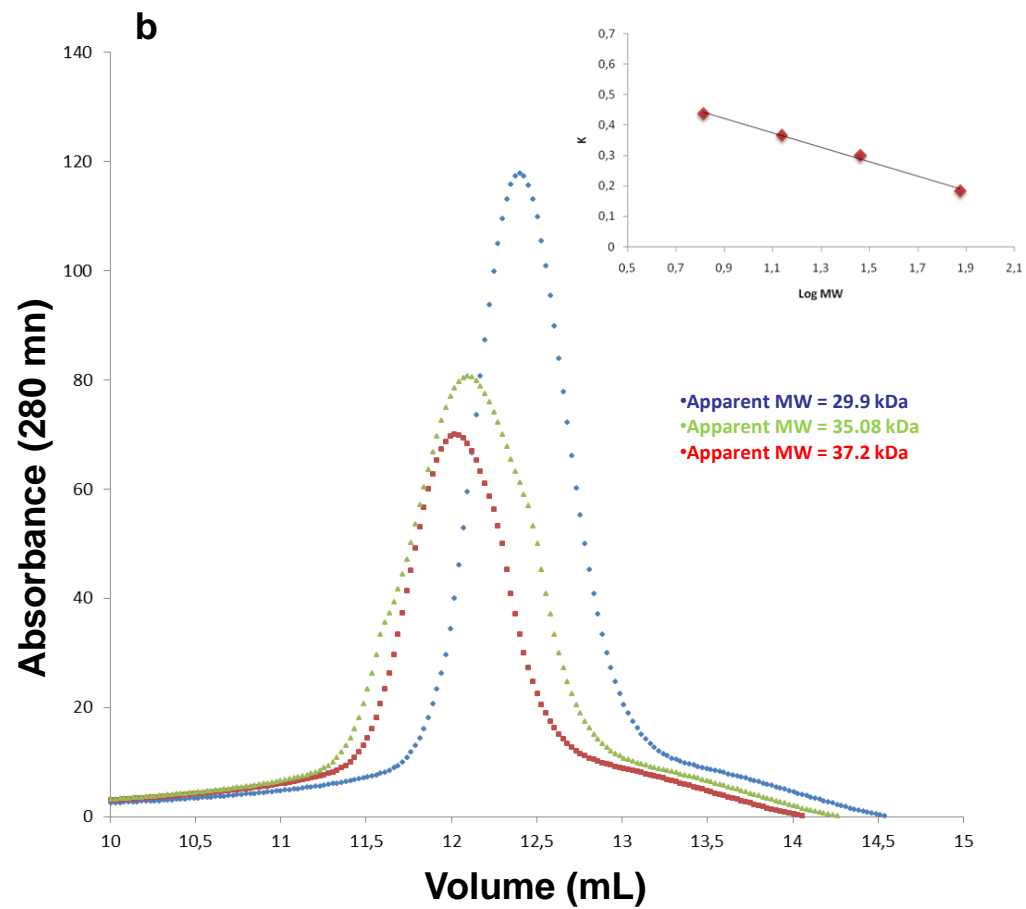 b
140
120
100
80
60
40
20
0
10 10,5 11 11,5 12 12,5 13 13,5 14 14,5 15
Absorbance (280 mn)
Volume (mL)
0,7
0,6
0,5
0,4
0,3
0,2
0,1
0
0,5 0,7 0,9 1,1 1,3 1,5 1,7 1,9 2,1
K
Log MW
•Apparent MW = 29.9 kDa
•Apparent MW = 35.08 kDa
•Apparent MW = 37.2 kDa